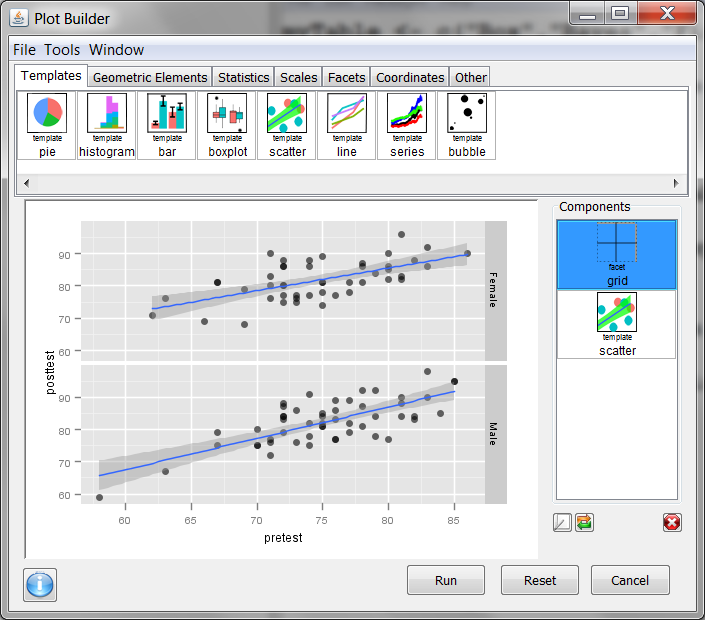 Plot Builder
File Tools Window
Templates Geometric Elements Statistics Scales Facets Coordinates Other
template template template template template template template template
pie histogram bar boxplot scatter line series bubble
Components
facet
grid
template
scatter
90
80
70
60
Female
90
80
70
60
Male
posttest
60 65 70 75 80 85
pretest
Run Reset Cancel